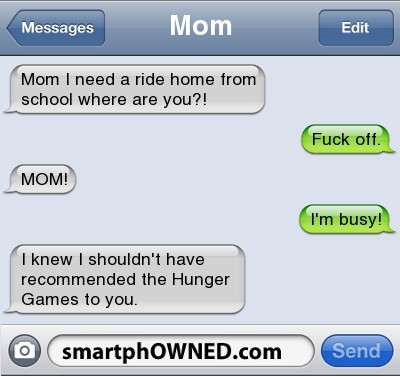 Messages
Mom
Edit
Mom I need a ride home from
school where are you?!
Fuck off.
MOM!
I'm busy!
I knew I shouldn't have
recommended the Hunger
Games to you.
smartphOWNED.com
Send